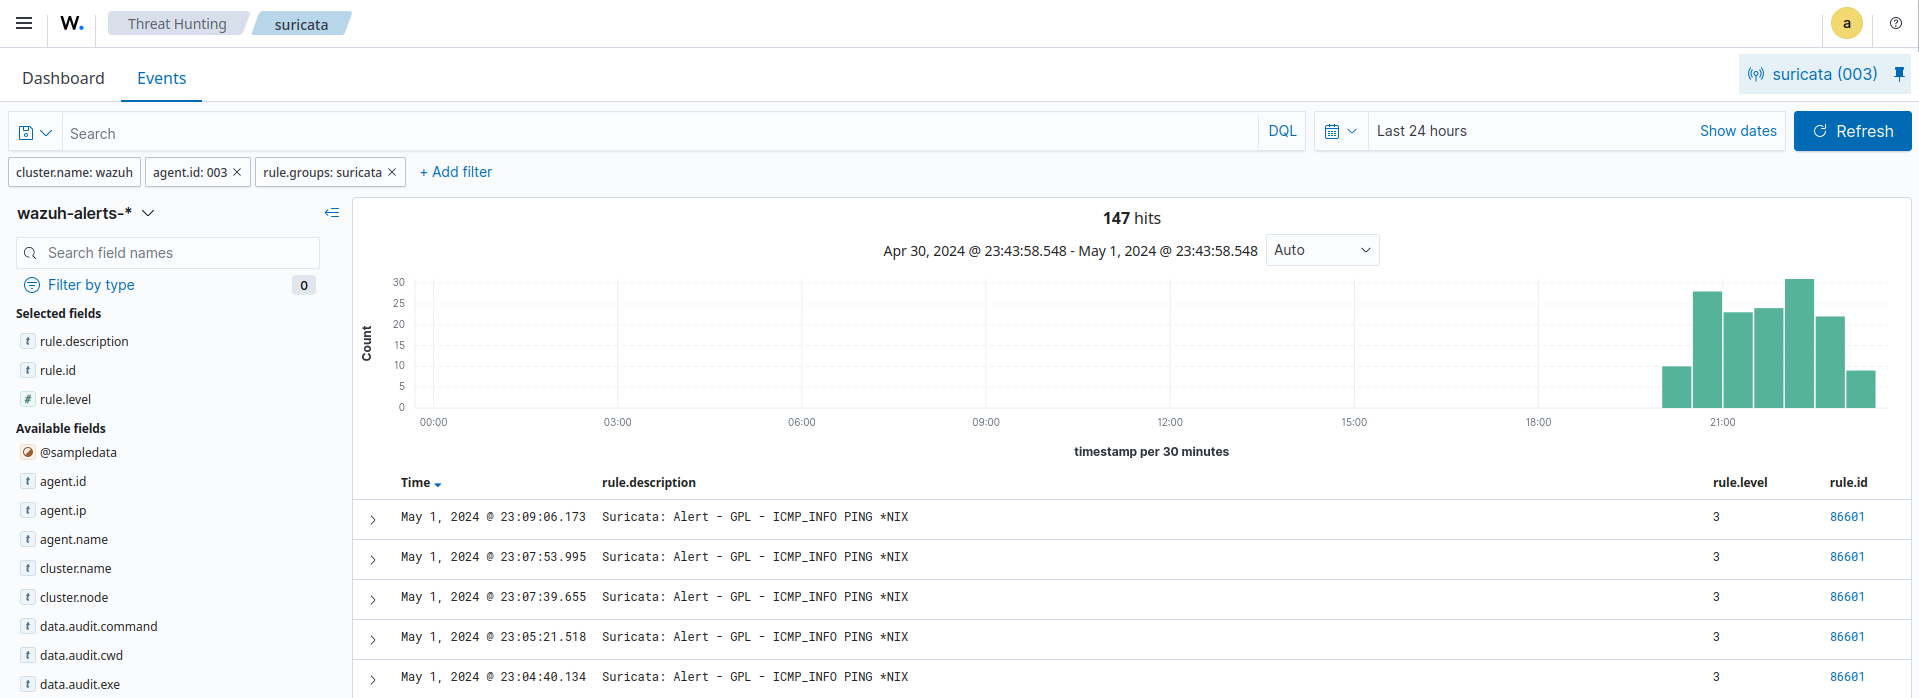 W. Threat Hunting suricata a
Dashboard Events suricata (003)
Search DQL Last 24 hours Show dates Refresh
cluster.name: wazuh agent.id: 003 × rule.groups: suricata × + Add filter
wazuh-alerts-*
Search field names
Filter by type 0
Selected fields
t rule.description
t rule.id
# rule.level
Available fields
@sampledata
t agent.id
t agent.ip
t agent.name
t cluster.name
t cluster.node
t data.audit.command
t data.audit.cwd
t data.audit.exe
147 hits
Apr 30, 2024 @ 23:43:58.548 - May 1, 2024 @ 23:43:58.548 Auto
Count
30
25
20
15
10
5
0
00:00 03:00 06:00 09:00 12:00 15:00 18:00 21:00
timestamp per 30 minutes
Time rule.description rule.level rule.id
May 1, 2024 @ 23:09:06.173 Suricata: Alert - GPL - ICMP_INFO PING *NIX 3 86601
May 1, 2024 @ 23:07:53.995 Suricata: Alert - GPL - ICMP_INFO PING *NIX 3 86601
May 1, 2024 @ 23:07:39.655 Suricata: Alert - GPL - ICMP_INFO PING *NIX 3 86601
May 1, 2024 @ 23:05:21.518 Suricata: Alert - GPL - ICMP_INFO PING *NIX 3 86601
May 1, 2024 @ 23:04:40.134 Suricata: Alert - GPL - ICMP_INFO PING *NIX 3 86601